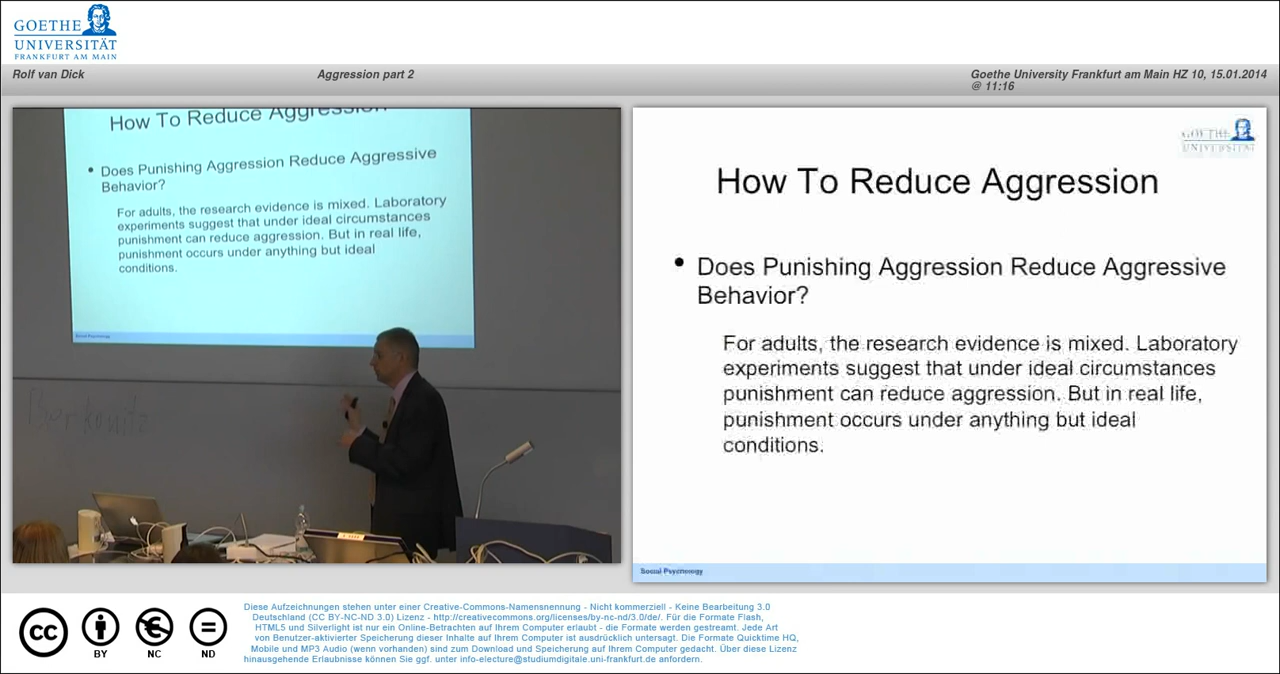 GOETHE
UNIVERSITÄT
FRANKFURT AM MAIN
Rolf van Dick
Aggression part 2
Goethe University Frankfurt am Main HZ 10, 15.01.2014
@ 11:16
How To Reduce Aggression
• Does Punishing Aggression Reduce Aggressive
Behavior?
For adults, the research evidence is mixed. Laboratory
experiments suggest that under ideal circumstances
punishment can reduce aggression. But in real life,
punishment occurs under anything but ideal
conditions.
Social Psychology
Berkowitz
GOETHE
UNIVERSITÄT
How To Reduce Aggression
• Does Punishing Aggression Reduce Aggressive
Behavior?
For adults, the research evidence is mixed. Laboratory
experiments suggest that under ideal circumstances
punishment can reduce aggression. But in real life,
punishment occurs under anything but ideal
conditions.
Social Psychology
cc
BY
NC
ND
Diese Aufzeichnungen stehen unter einer Creative-Commons-Namensnennung - Nicht kommerziell - Keine Bearbeitung 3.0
Deutschland (CC BY-NC-ND 3.0) Lizenz - http://creativecommons.org/licenses/by-nc-nd/3.0/de/. Für die Formate Flash,
HTML5 und Silverlight ist nur ein Online-Betrachten auf Ihrem Computer erlaubt - die Formate werden gestreamt. Jede Art
von Benutzer-aktivierter Speicherung dieser Inhalte auf Ihrem Computer ist ausdrücklich untersagt. Die Formate Quicktime HQ,
Mobile und MP3 Audio (wenn vorhanden) sind zum Download und Speicherung auf Ihrem Computer gedacht. Über diese Lizenz
hinausgehende Erlaubnisse können Sie ggf. unter info-electure@studiumdigitale.uni-frankfurt.de anfordern.